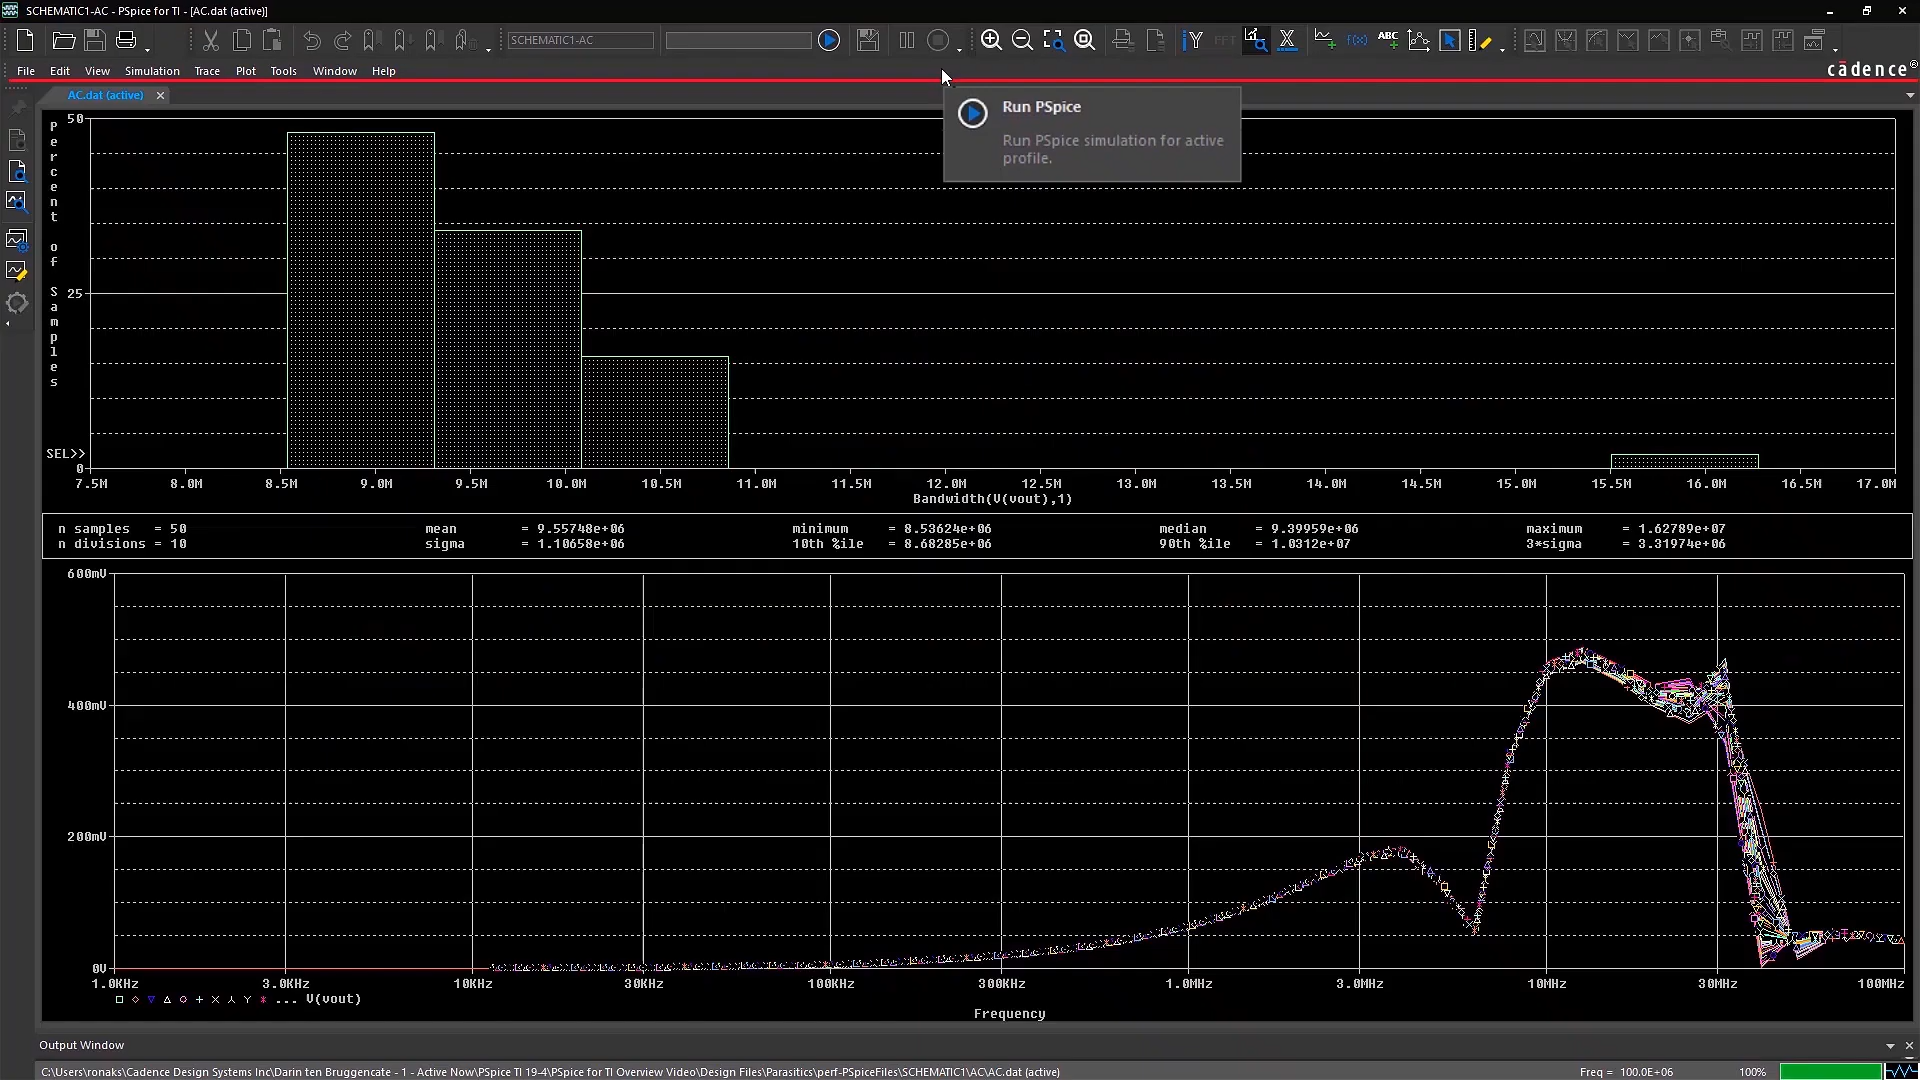 SCHEMATIC1-AC - PSpice for TI - [AC.dat (active)]
SCHEMATIC1-AC
File Edit View Simulation Trace Plot Tools Window Help
cādence®
AC.dat (active)
Run PSpice
Run PSpice simulation for active
profile.
Percent of Samples
50
25
SEL>>
0
7.5M 8.0M 8.5M 9.0M 9.5M 10.0M 10.5M 11.0M 11.5M 12.0M 12.5M 13.0M 13.5M 14.0M 14.5M 15.0M 15.5M 16.0M 16.5M 17.0M
Bandwidth(V(vout),1)
n samples = 50 mean = 9.55748e+06 minimum = 8.53624e+06 median = 9.39959e+06 maximum = 1.62789e+07
n divisions = 10 sigma = 1.10658e+06 10th %ile = 8.68285e+06 90th %ile = 1.0312e+07 3*sigma = 3.31974e+06
600mV
400mV
200mV
0V
1.0KHz 3.0KHz 10KHz 30KHz 100KHz 300KHz 1.0MHz 3.0MHz 10MHz 30MHz 100MHz
... V(vout)
Frequency
Output Window
C:\Users\ronaks\Cadence Design Systems Inc\Darin ten Bruggencate - 1 - Active Now\PSpice TI 19-4\PSpice for TI Overview Video\Design Files\Parasitics\perf-PSpiceFiles\SCHEMATIC1\AC\AC.dat (active) Freq = 100.0E+06 100%